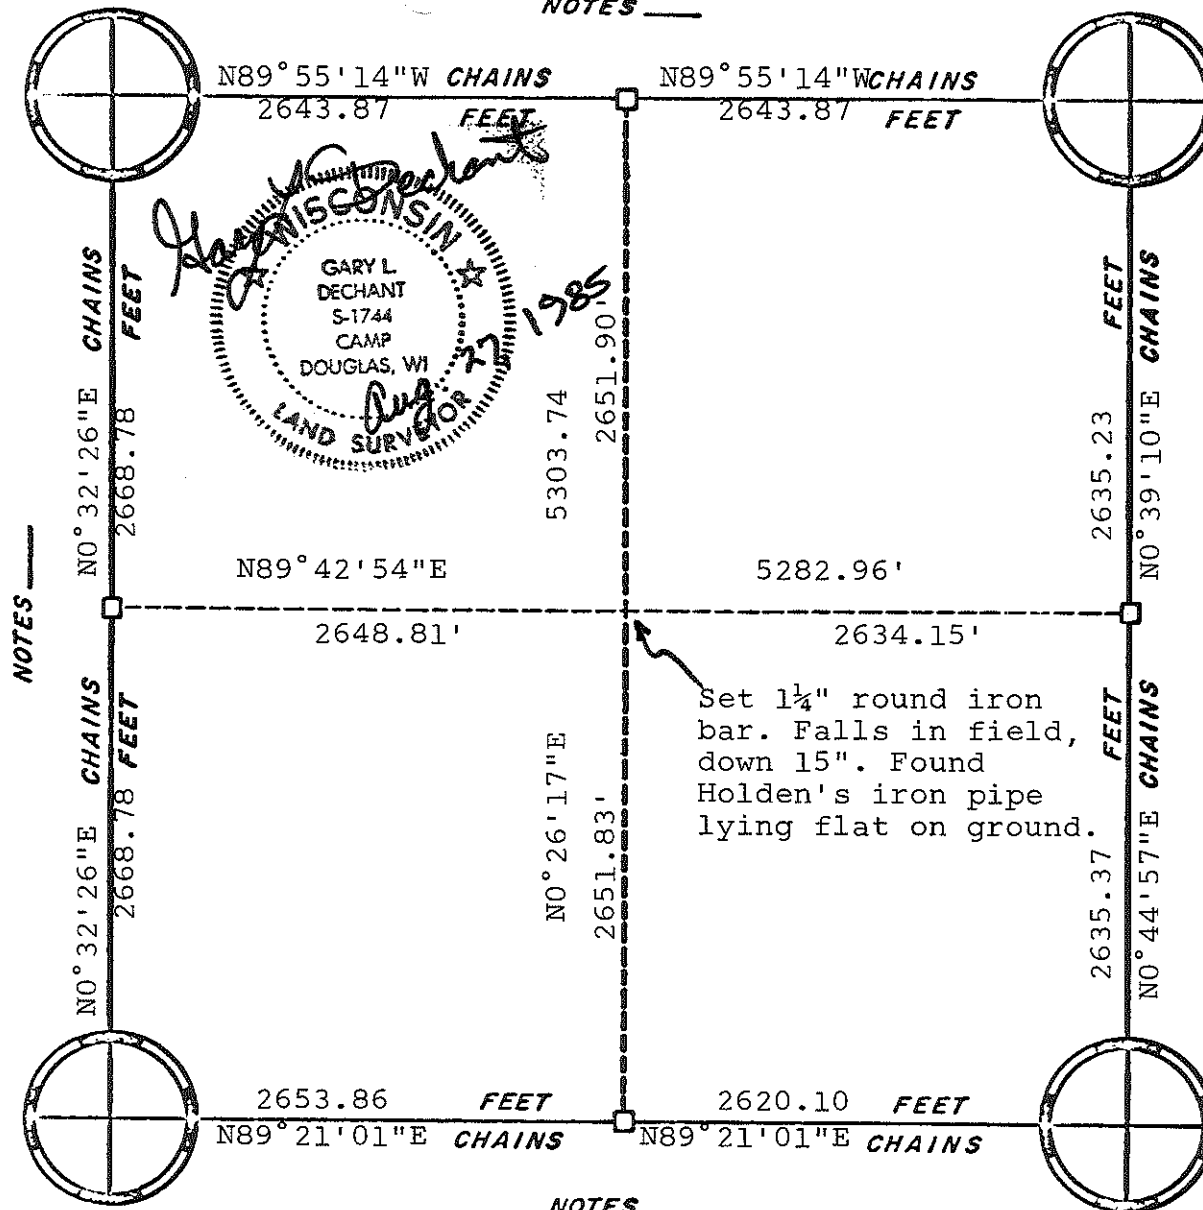 NOTES
N89°55'14"W CHAINS
2643.87 FEET
N89°55'14"W CHAINS
2643.87 FEET
Gary L. Dechant
WISCONSIN
GARY L.
DECHANT
S-1744
CAMP
DOUGLAS, WI
LAND SURVEYOR
Aug. 27, 1985
CHAINS
FEET
N0°32'26"E
2668.78
5303.74
2651.90'
FEET
CHAINS
2635.23
N0°39'10"E
NOTES
N89°42'54"E
5282.96'
2648.81'
2634.15'
Set 1¼" round iron
bar. Falls in field,
down 15". Found
Holden's iron pipe
lying flat on ground.
CHAINS
FEET
N0°32'26"E
2668.78
N0°26'17"E
2651.83'
FEET
CHAINS
2635.37
N0°44'57"E
2653.86 FEET
N89°21'01"E CHAINS
2620.10 FEET
N89°21'01"E CHAINS
NOTES